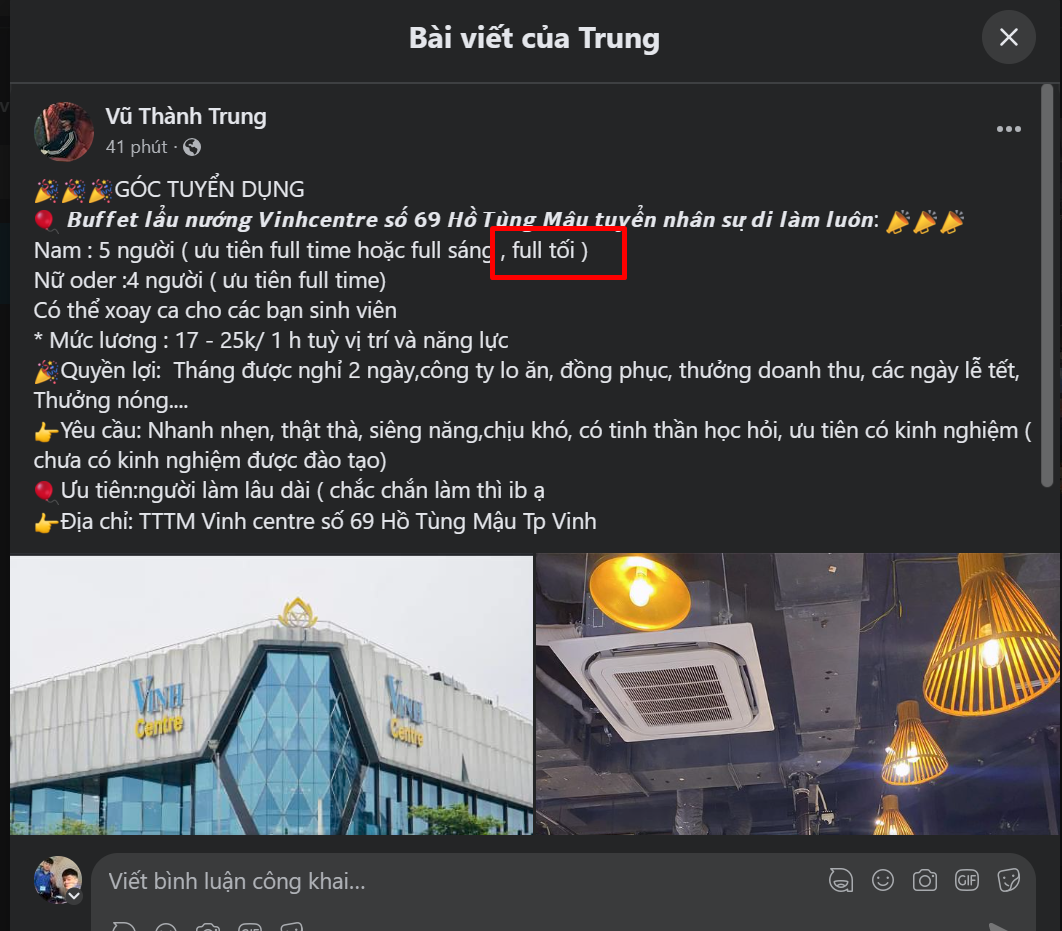 Bài viết của Trung
Vũ Thành Trung
41 phút ·
GÓC TUYỂN DỤNG
Buffet lẩu nướng Vinhcentre số 69 Hồ Tùng Mậu tuyển nhân sự di làm luôn:
Nam : 5 người ( ưu tiên full time hoặc full sáng , full tối )
Nữ oder :4 người ( ưu tiên full time)
Có thể xoay ca cho các bạn sinh viên
* Mức lương : 17 - 25k/ 1 h tuỳ vị trí và năng lực
Quyền lợi: Tháng được nghỉ 2 ngày,công ty lo ăn, đồng phục, thưởng doanh thu, các ngày lễ tết,
Thưởng nóng....
Yêu cầu: Nhanh nhẹn, thật thà, siêng năng,chịu khó, có tinh thần học hỏi, ưu tiên có kinh nghiệm (
chưa có kinh nghiệm được đào tạo)
Ưu tiên:người làm lâu dài ( chắc chắn làm thì ib ạ
Địa chỉ: TTTM Vinh centre số 69 Hồ Tùng Mậu Tp Vinh
VINH
Centre
VINH
Centre
Viết bình luận công khai...
GIF